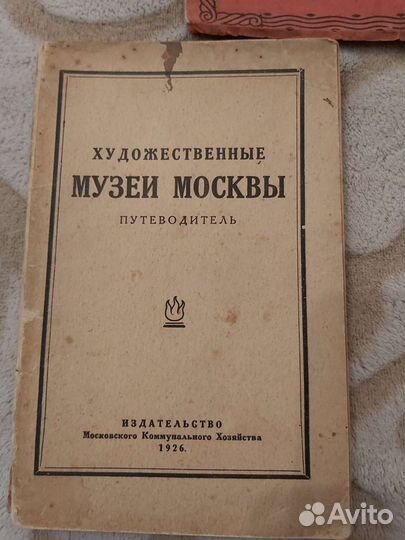 ХУДОЖЕСТВЕННЫЕ
МУЗЕИ МОСКВЫ
ПУТЕВОДИТЕЛЬ
ИЗДАТЕЛЬСТВО
Московского Коммунального Хозяйства
1926.
Avito